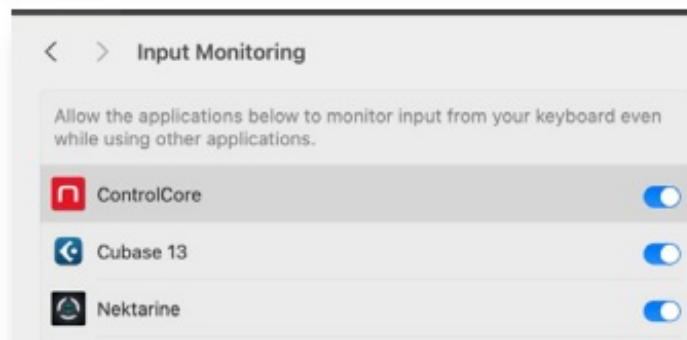 Input Monitoring
Allow the applications below to monitor input from your keyboard even
while using other applications.
ControlCore
Cubase 13
Nektarine